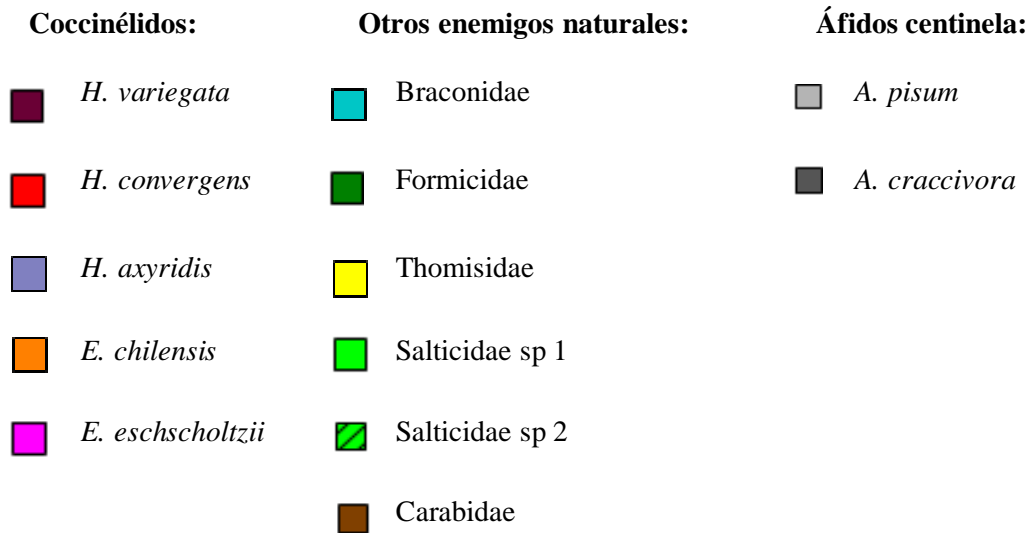 Coccinélidos: Otros enemigos naturales: Áfidos centinela:
H. variegata Braconidae A. pisum
H. convergens Formicidae A. craccivora
H. axyridis Thomisidae
E. chilensis Salticidae sp 1
E. eschscholtzii Salticidae sp 2
Carabidae